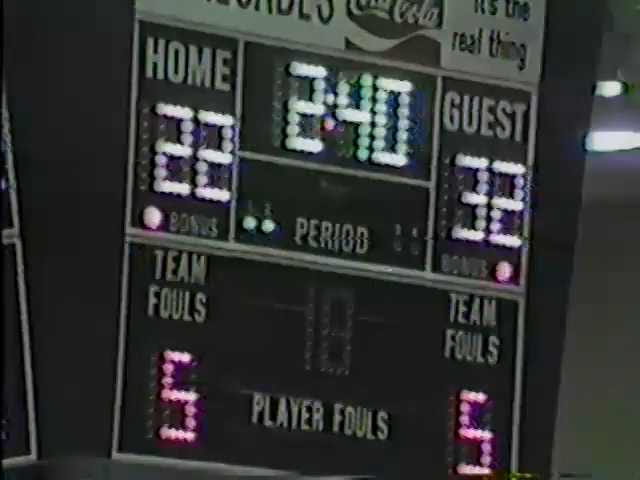 Coca-Cola
it's the
real thing
HOME
2:40
GUEST
22
32
BONUS
PERIOD
BONUS
TEAM
FOULS
TEAM
FOULS
5
PLAYER FOULS
5